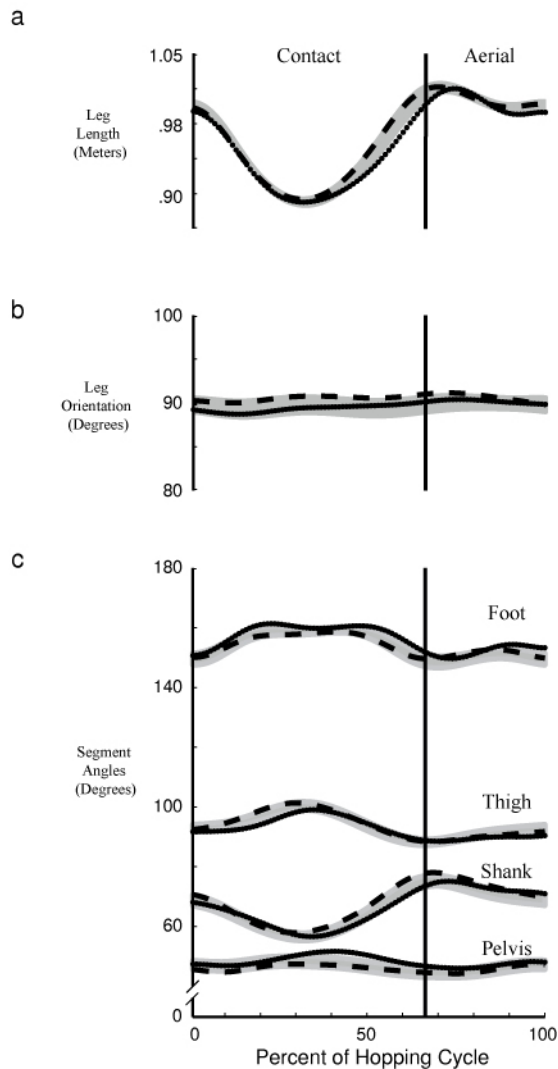 a
1.05
Contact
Aerial
Leg
Length
(Meters)
.98
.90
b
100
Leg
Orientation
(Degrees)
90
80
c
180
Foot
140
Segment
Angles
(Degrees)
100
Thigh
Shank
60
Pelvis
0
0 50 100
Percent of Hopping Cycle